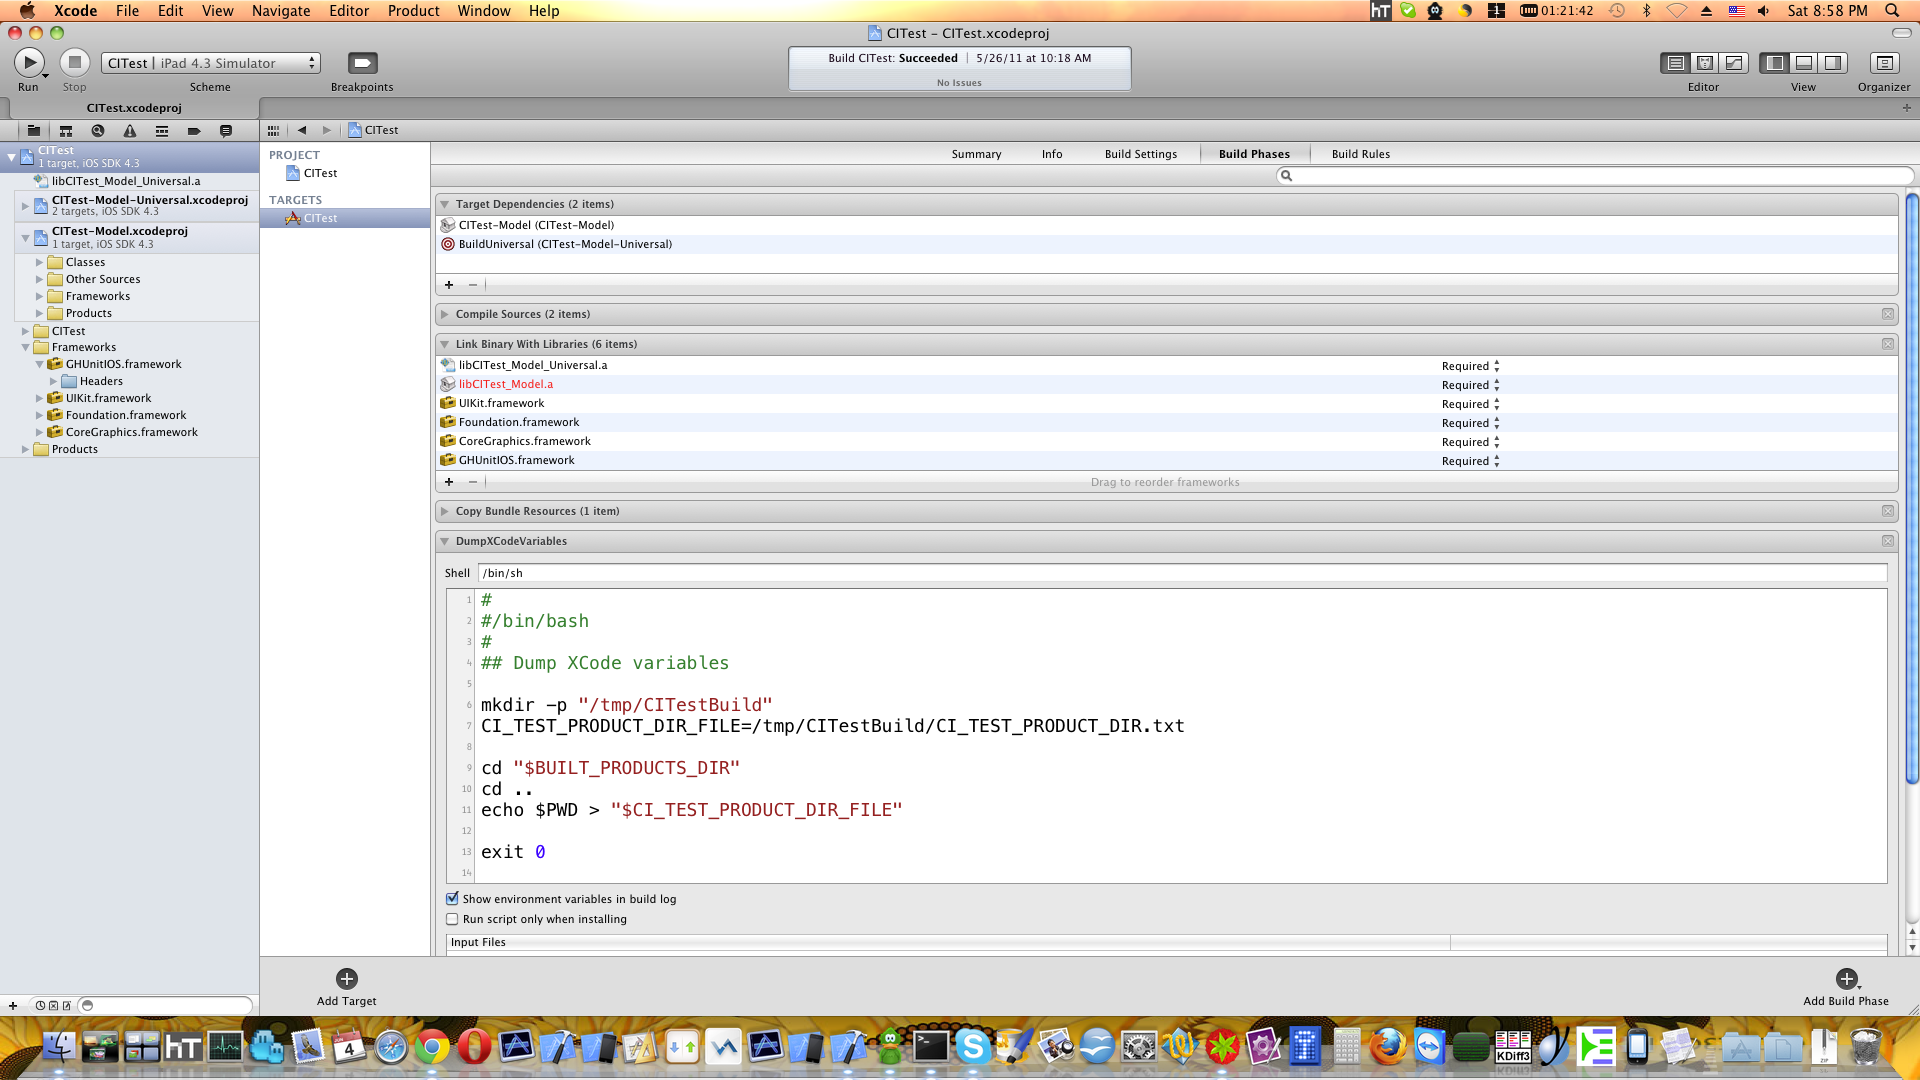 Xcode File Edit View Navigate Editor Product Window Help
hT 1 01:21:42 Sat 8:58 PM
CITest - CITest.xcodeproj
CITest | iPad 4.3 Simulator
Build CITest: Succeeded | 5/26/11 at 10:18 AM
No Issues
Run Stop Scheme Breakpoints Editor View Organizer
CITest.xcodeproj
CITest
CITest
1 target, iOS SDK 4.3
libCITest_Model_Universal.a
CITest-Model-Universal.xcodeproj
2 targets, iOS SDK 4.3
CITest-Model.xcodeproj
1 target, iOS SDK 4.3
Classes
Other Sources
Frameworks
Products
CITest
Frameworks
GHUnitIOS.framework
Headers
UIKit.framework
Foundation.framework
CoreGraphics.framework
Products
PROJECT
CITest
TARGETS
CITest
Summary Info Build Settings Build Phases Build Rules
Target Dependencies (2 items)
CITest-Model (CITest-Model)
BuildUniversal (CITest-Model-Universal)
+ −
Compile Sources (2 items)
Link Binary With Libraries (6 items)
libCITest_Model_Universal.a Required
libCITest_Model.a Required
UIKit.framework Required
Foundation.framework Required
CoreGraphics.framework Required
GHUnitIOS.framework Required
+ − Drag to reorder frameworks
Copy Bundle Resources (1 item)
DumpXCodeVariables
Shell /bin/sh
1 #
2 #/bin/bash
3 #
4 ## Dump XCode variables
5
6 mkdir -p "/tmp/CITestBuild"
7 CI_TEST_PRODUCT_DIR_FILE=/tmp/CITestBuild/CI_TEST_PRODUCT_DIR.txt
8
9 cd "$BUILT_PRODUCTS_DIR"
10 cd ..
11 echo $PWD > "$CI_TEST_PRODUCT_DIR_FILE"
12
13 exit 0
14
Show environment variables in build log
Run script only when installing
Input Files
Add Target Add Build Phase
hT 4 KDiff3 ZIP